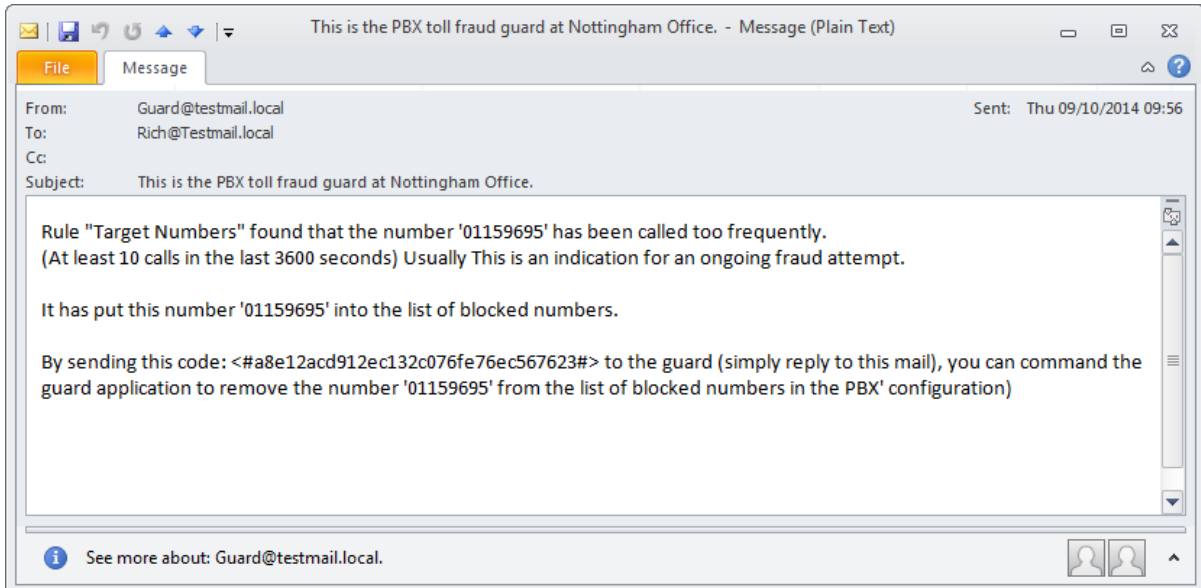 This is the PBX toll fraud guard at Nottingham Office. - Message (Plain Text)
File Message
From: Guard@testmail.local Sent: Thu 09/10/2014 09:56
To: Rich@Testmail.local
Cc:
Subject: This is the PBX toll fraud guard at Nottingham Office.
Rule "Target Numbers" found that the number '01159695' has been called too frequently.
(At least 10 calls in the last 3600 seconds) Usually This is an indication for an ongoing fraud attempt.
It has put this number '01159695' into the list of blocked numbers.
By sending this code: <#a8e12acd912ec132c076fe76ec567623#> to the guard (simply reply to this mail), you can command the
guard application to remove the number '01159695' from the list of blocked numbers in the PBX' configuration)
See more about: Guard@testmail.local.